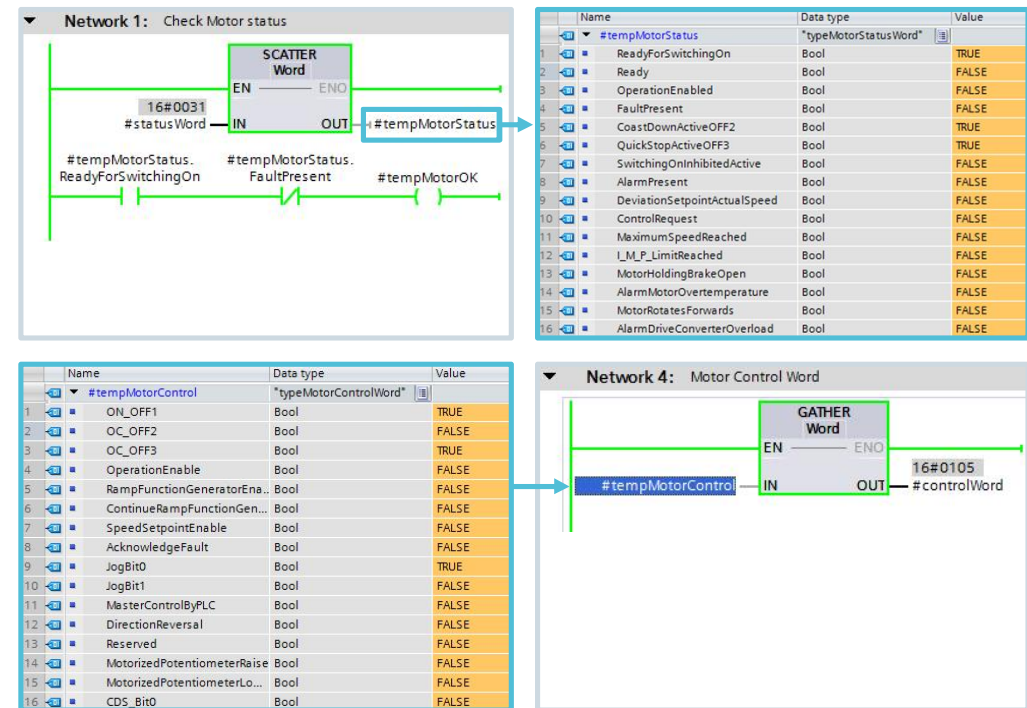 Network 1: Check Motor status
SCATTER
Word
EN ENO
16#0031
#statusWord IN OUT #tempMotorStatus
#tempMotorStatus. #tempMotorStatus.
ReadyForSwitchingOn FaultPresent #tempMotorOK
Name Data type Value
#tempMotorStatus "typeMotorStatusWord"
1 ReadyForSwitchingOn Bool TRUE
2 Ready Bool FALSE
3 OperationEnabled Bool FALSE
4 FaultPresent Bool FALSE
5 CoastDownActiveOFF2 Bool TRUE
6 QuickStopActiveOFF3 Bool TRUE
7 SwitchingOnInhibitedActive Bool FALSE
8 AlarmPresent Bool FALSE
9 DeviationSetpointActualSpeed Bool FALSE
10 ControlRequest Bool FALSE
11 MaximumSpeedReached Bool FALSE
12 I_M_P_LimitReached Bool FALSE
13 MotorHoldingBrakeOpen Bool FALSE
14 AlarmMotorOvertemperature Bool FALSE
15 MotorRotatesForwards Bool FALSE
16 AlarmDriveConverterOverload Bool FALSE
Name Data type Value
#tempMotorControl "typeMotorControlWord"
1 ON_OFF1 Bool TRUE
2 OC_OFF2 Bool FALSE
3 OC_OFF3 Bool TRUE
4 OperationEnable Bool FALSE
5 RampFunctionGeneratorEna... Bool FALSE
6 ContinueRampFunctionGen... Bool FALSE
7 SpeedSetpointEnable Bool FALSE
8 AcknowledgeFault Bool FALSE
9 JogBit0 Bool TRUE
10 JogBit1 Bool FALSE
11 MasterControlByPLC Bool FALSE
12 DirectionReversal Bool FALSE
13 Reserved Bool FALSE
14 MotorizedPotentiometerRaise Bool FALSE
15 MotorizedPotentiometerLo... Bool FALSE
16 CDS_Bit0 Bool FALSE
Network 4: Motor Control Word
GATHER
Word
EN ENO
16#0105
#tempMotorControl IN OUT #controlWord